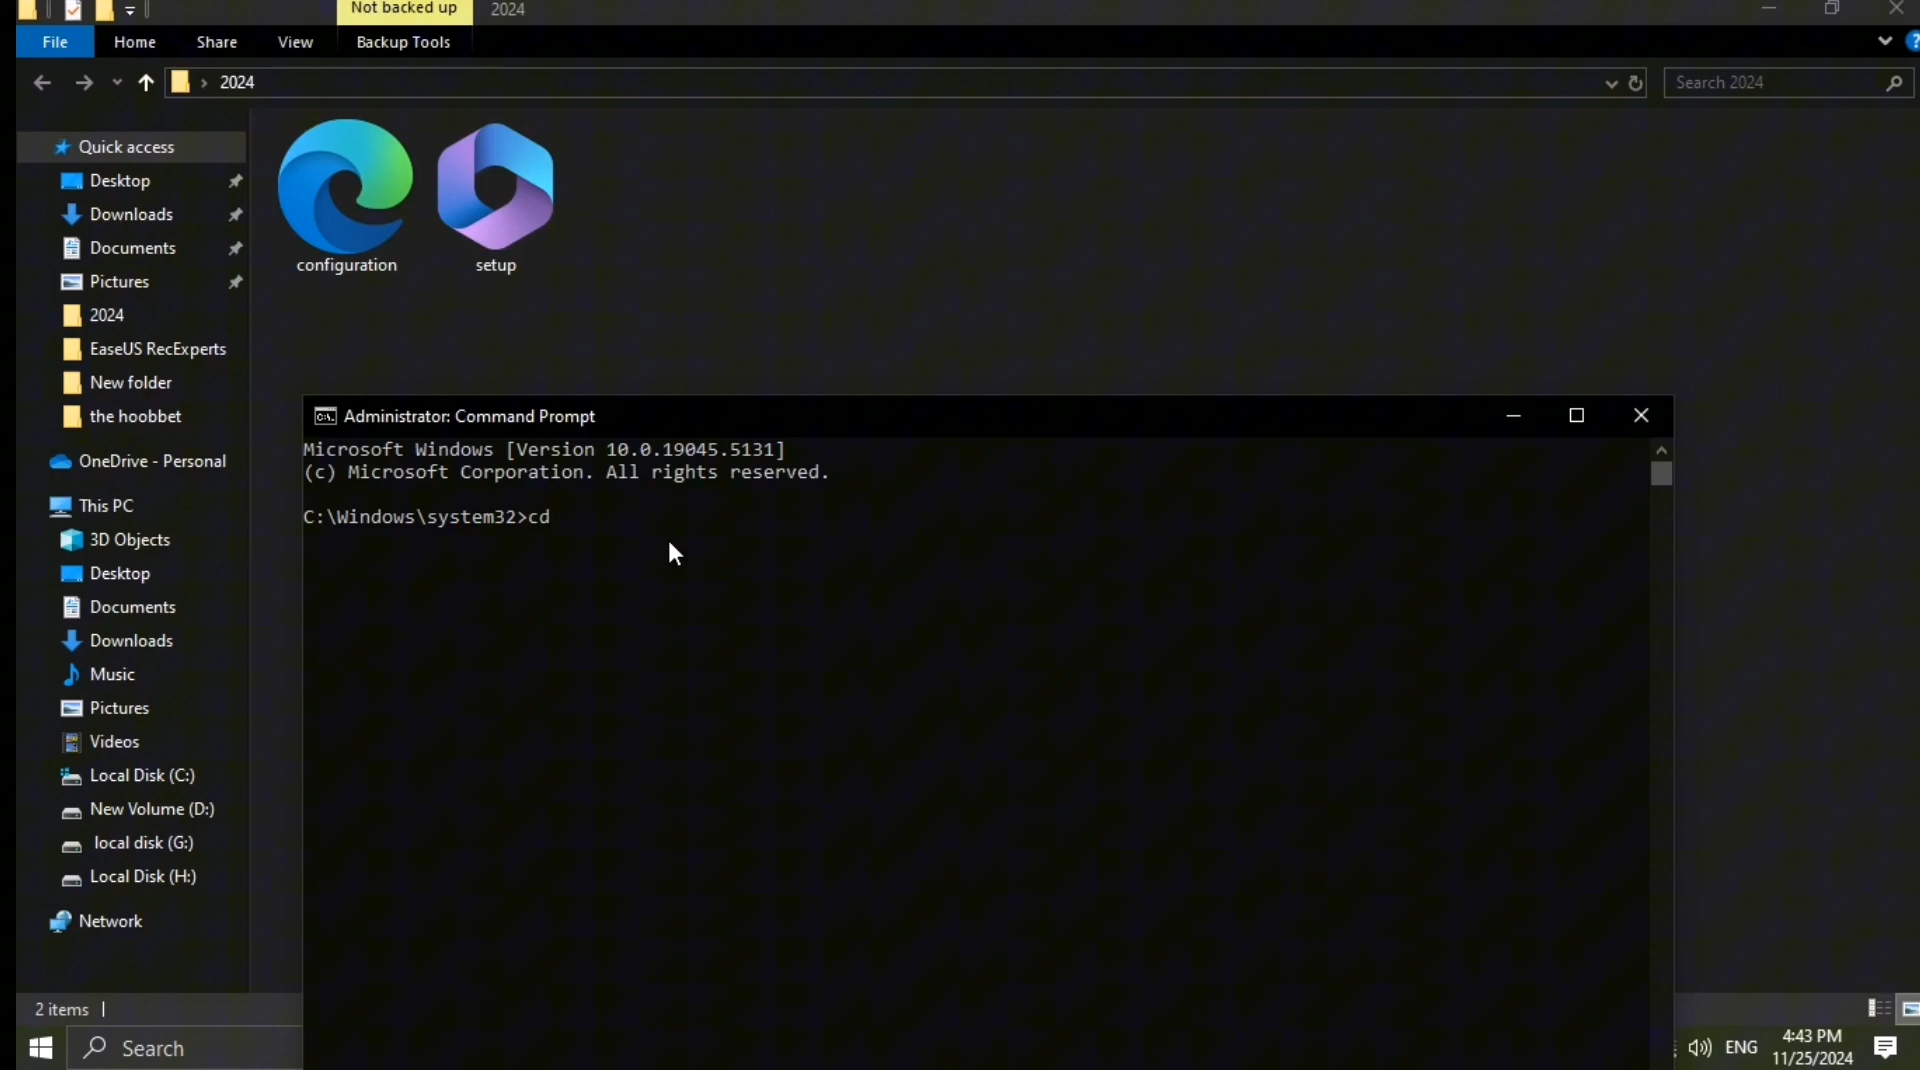 Not backed up
2024
File
Home
Share
View
Backup Tools
2024
Search 2024
Quick access
Desktop
Downloads
Documents
Pictures
2024
EaseUS RecExperts
New folder
the hoobbet
OneDrive - Personal
This PC
3D Objects
Desktop
Documents
Downloads
Music
Pictures
Videos
Local Disk (C:)
New Volume (D:)
local disk (G:)
Local Disk (H:)
Network
configuration
setup
Administrator: Command Prompt
Microsoft Windows [Version 10.0.19045.5131]
(c) Microsoft Corporation. All rights reserved.
C:\Windows\system32>cd
2 items
Search
ENG
4:43 PM
11/25/2024